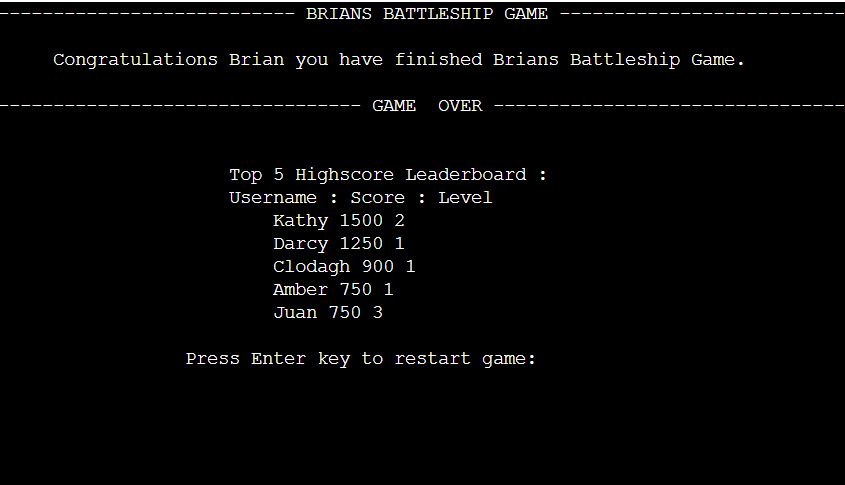 -------------------------- BRIANS BATTLESHIP GAME --------------------------
Congratulations Brian you have finished Brians Battleship Game.
-------------------------------- GAME  OVER --------------------------------
Top 5 Highscore Leaderboard :
Username : Score : Level
Kathy 1500 2
Darcy 1250 1
Clodagh 900 1
Amber 750 1
Juan 750 3
Press Enter key to restart game: